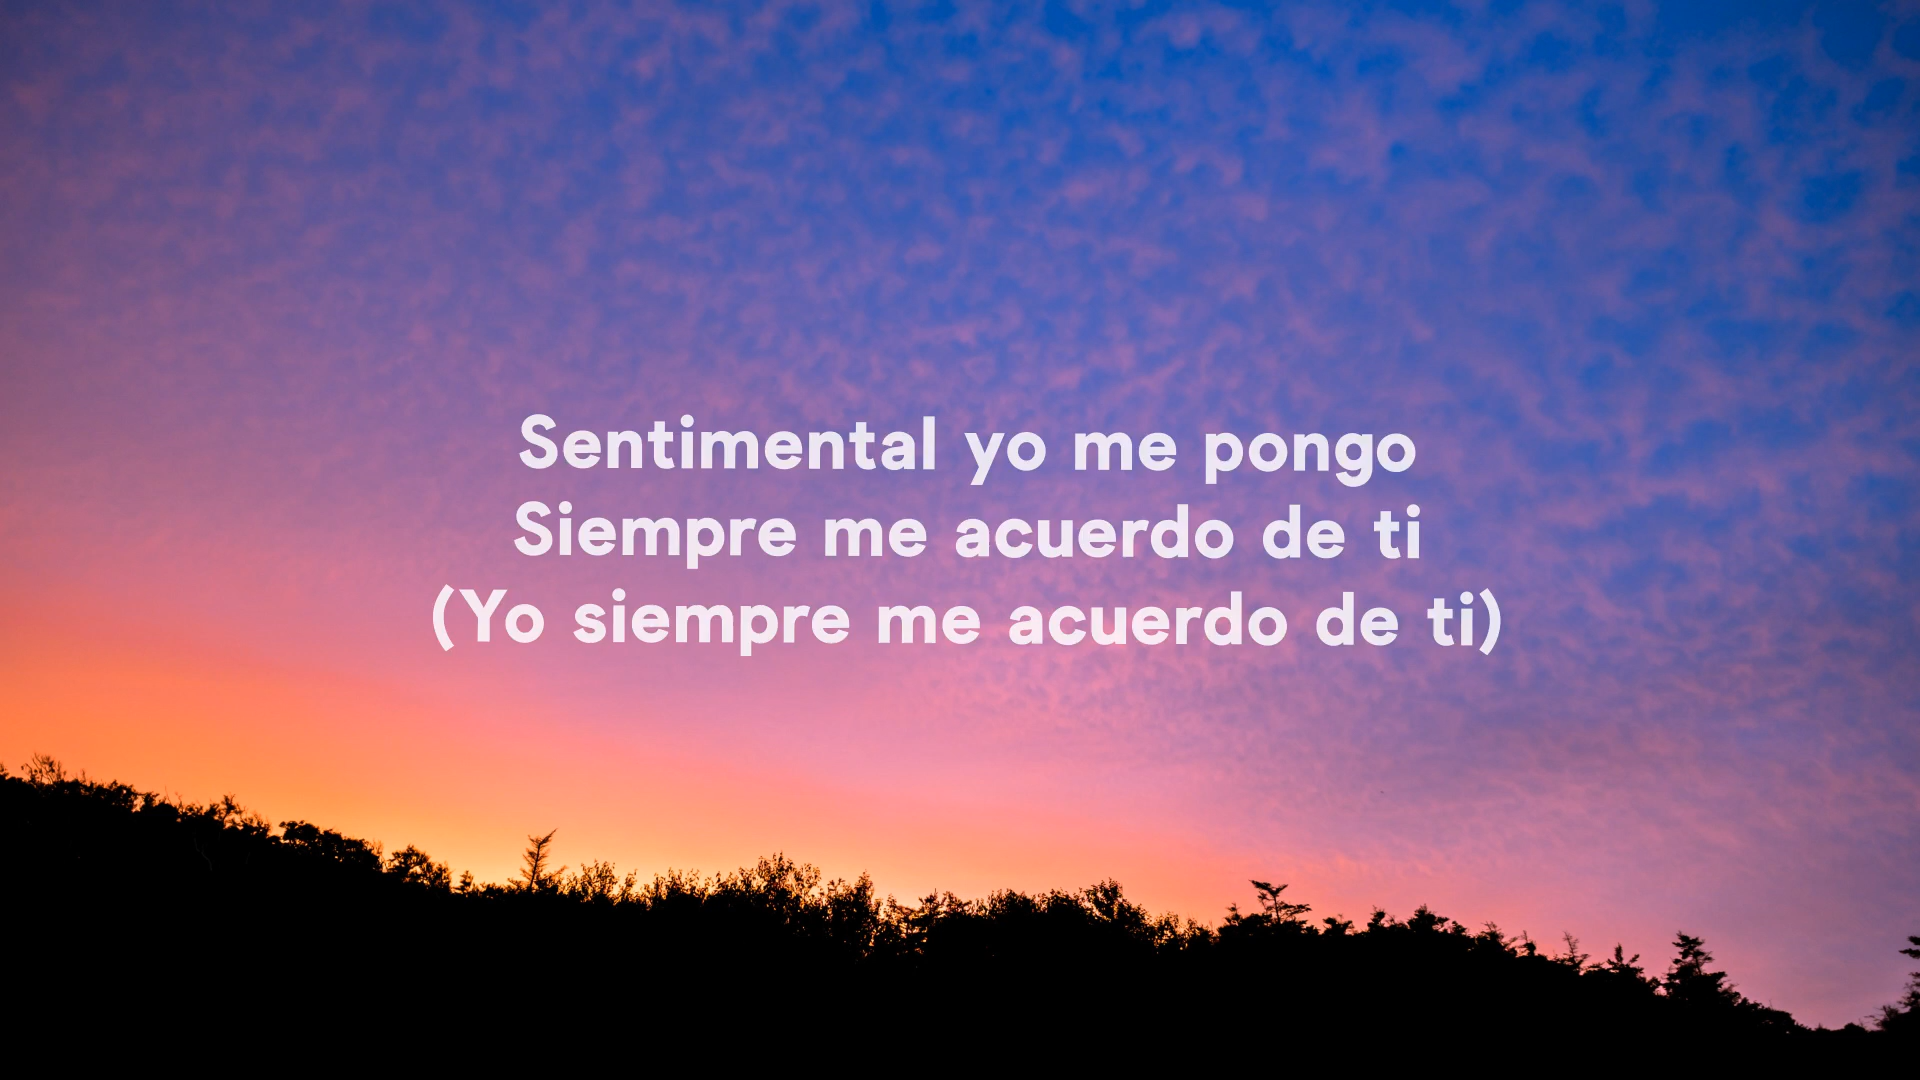 Sentimental yo me pongo
Siempre me acuerdo de ti
(Yo siempre me acuerdo de ti)